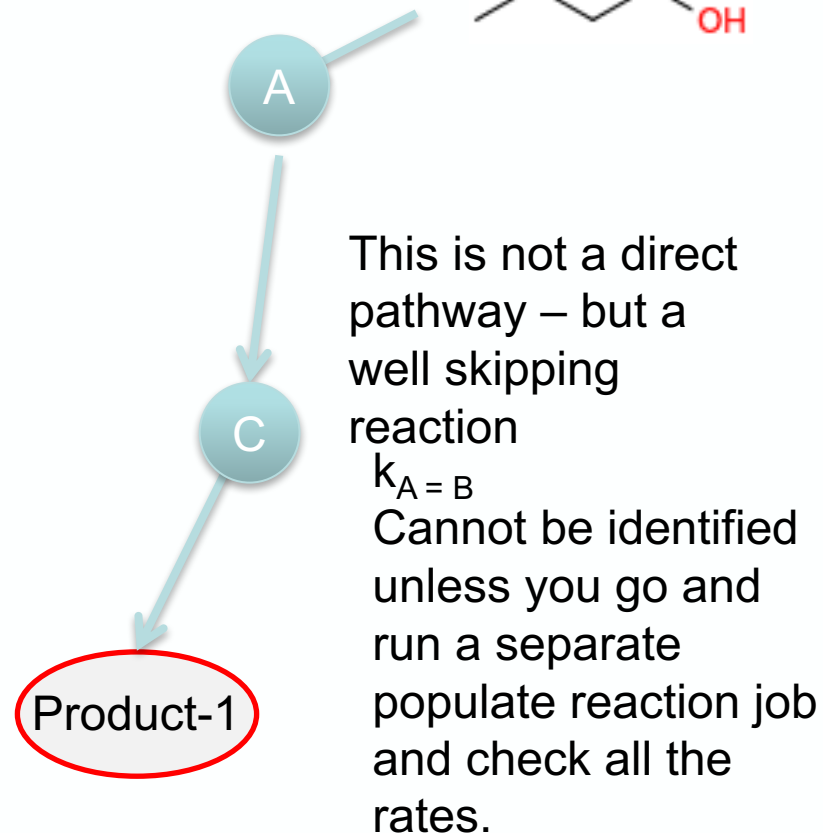 OH
A
This is not a direct
pathway – but a
well skipping
reaction
C
k_{A = B}
Cannot be identified
unless you go and
run a separate
populate reaction job
and check all the
rates.
Product-1